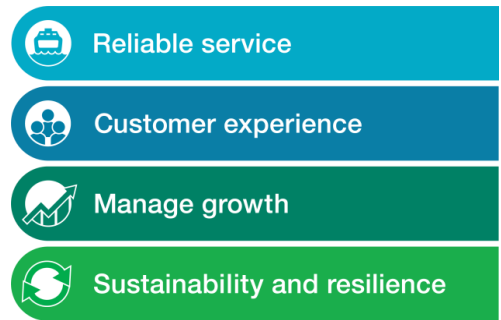 Reliable service
Customer experience
Manage growth
Sustainability and resilience